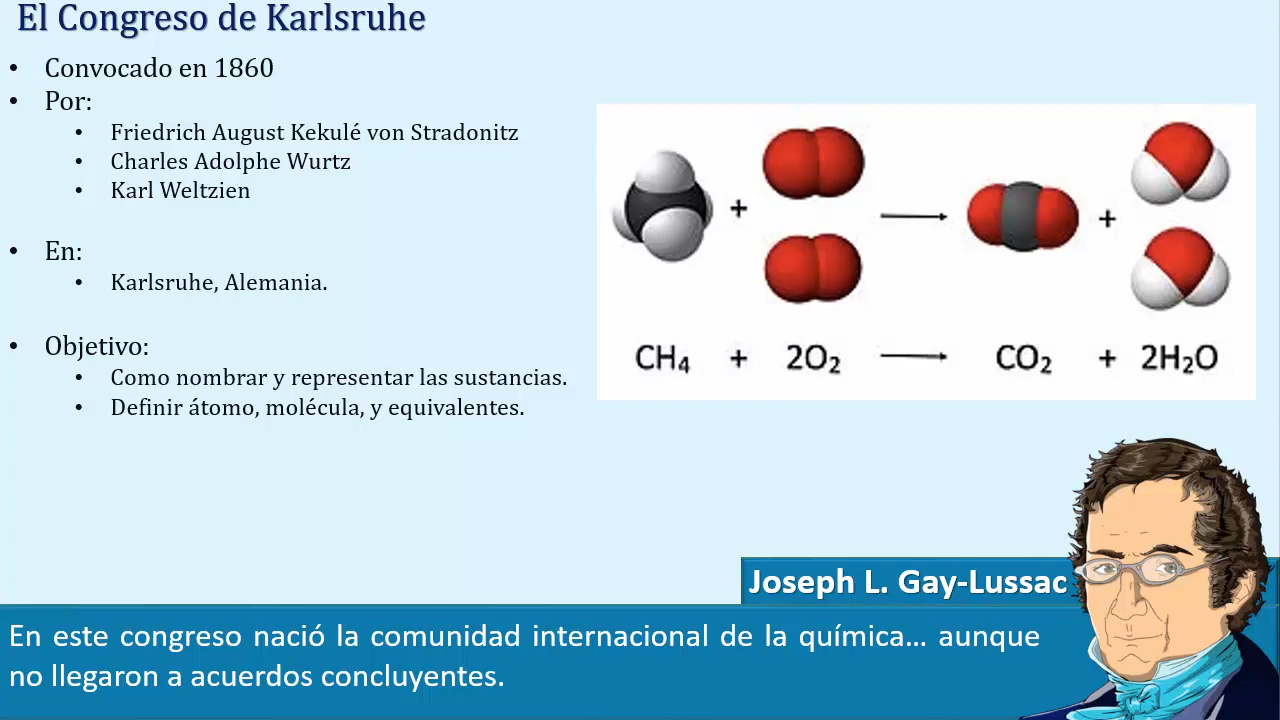 El Congreso de Karlsruhe
• Convocado en 1860
• Por:
• Friedrich August Kekulé von Stradonitz
• Charles Adolphe Wurtz
• Karl Weltzien
• En:
• Karlsruhe, Alemania.
• Objetivo:
• Como nombrar y representar las sustancias.
• Definir átomo, molécula, y equivalentes.
+ → +
CH₄ + 2O₂ → CO₂ + 2H₂O
Joseph L. Gay-Lussac
En este congreso nació la comunidad internacional de la química… aunque
no llegaron a acuerdos concluyentes.